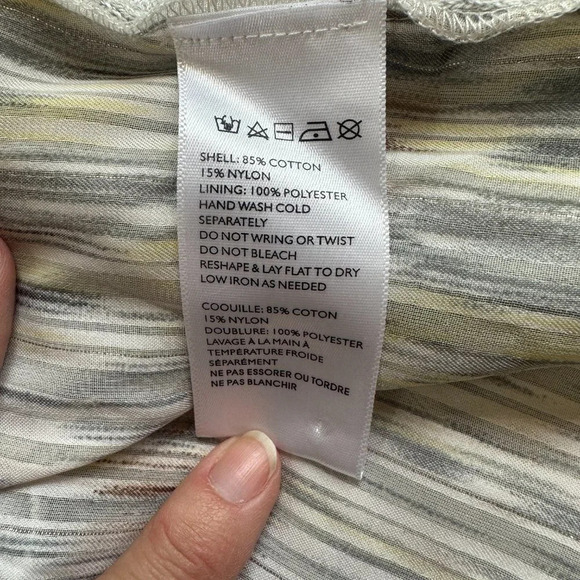 SHELL: 85% COTTON
15% NYLON
LINING: 100% POLYESTER
HAND WASH COLD
SEPARATELY
DO NOT WRING OR TWIST
DO NOT BLEACH
RESHAPE & LAY FLAT TO DRY
LOW IRON AS NEEDED
COOUILLE: 85% COTON
15% NYLON
DOUBLURE: 100% POLYESTER
LAVAGE À LA MAIN À
TEMPÉRATURE FROIDE
SÉPARÉMENT
NE PAS ESSORER OU TORDRE
NE PAS BLANCHIR